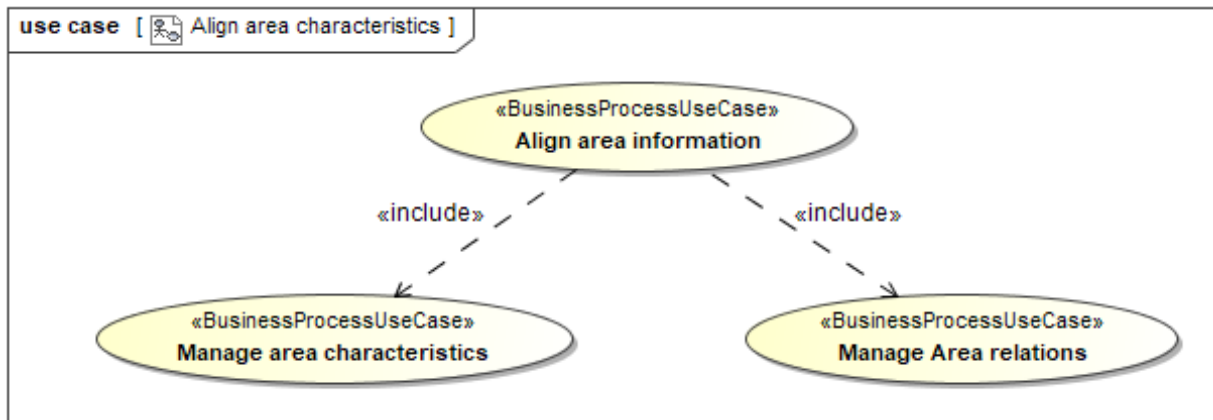 use case [ Align area characteristics ]
«BusinessProcessUseCase»
Align area information
«include» «include»
«BusinessProcessUseCase»
Manage area characteristics
«BusinessProcessUseCase»
Manage Area relations